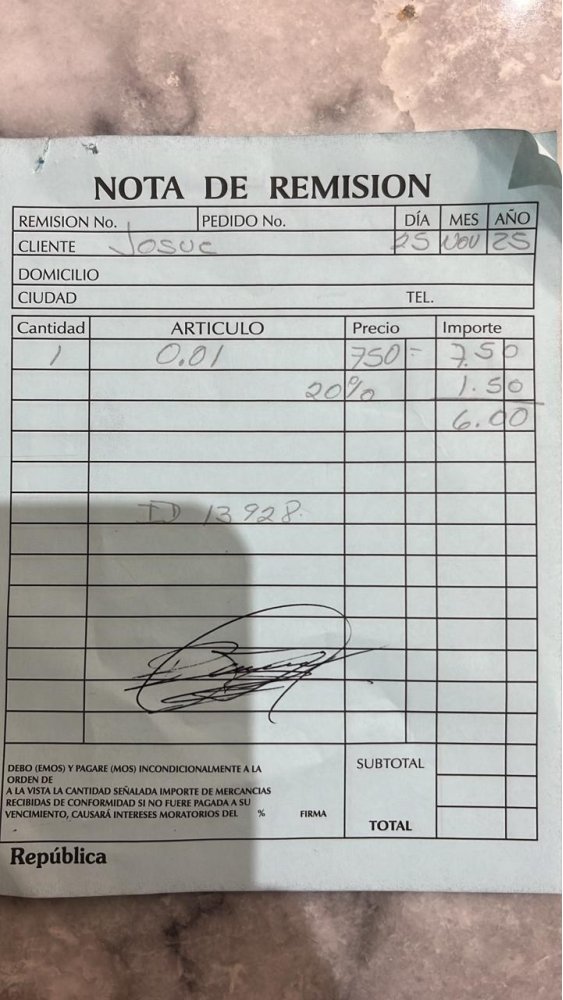 NOTA DE REMISION
REMISION No. PEDIDO No. DÍA MES AÑO
CLIENTE Josue 25 NOV 25
DOMICILIO
CIUDAD TEL.
Cantidad ARTICULO Precio Importe
1 0.01 750= 7.50
20% 1.50
6.00
ID 13928.
DEBO (EMOS) Y PAGARE (MOS) INCONDICIONALMENTE A LA
ORDEN DE
A LA VISTA LA CANTIDAD SEÑALADA IMPORTE DE MERCANCIAS
RECIBIDAS DE CONFORMIDAD SI NO FUERE PAGADA A SU
VENCIMIENTO, CAUSARÁ INTERESES MORATORIOS DEL % FIRMA
SUBTOTAL
TOTAL
República